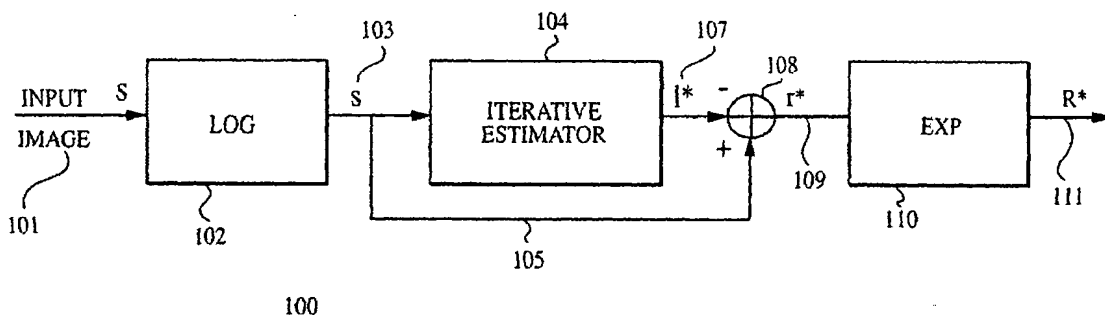 103
104
107
108
INPUT
S
LOG
s
ITERATIVE
ESTIMATOR
l*
-
r*
EXP
R*
IMAGE
+
109
111
101
102
110
105
100